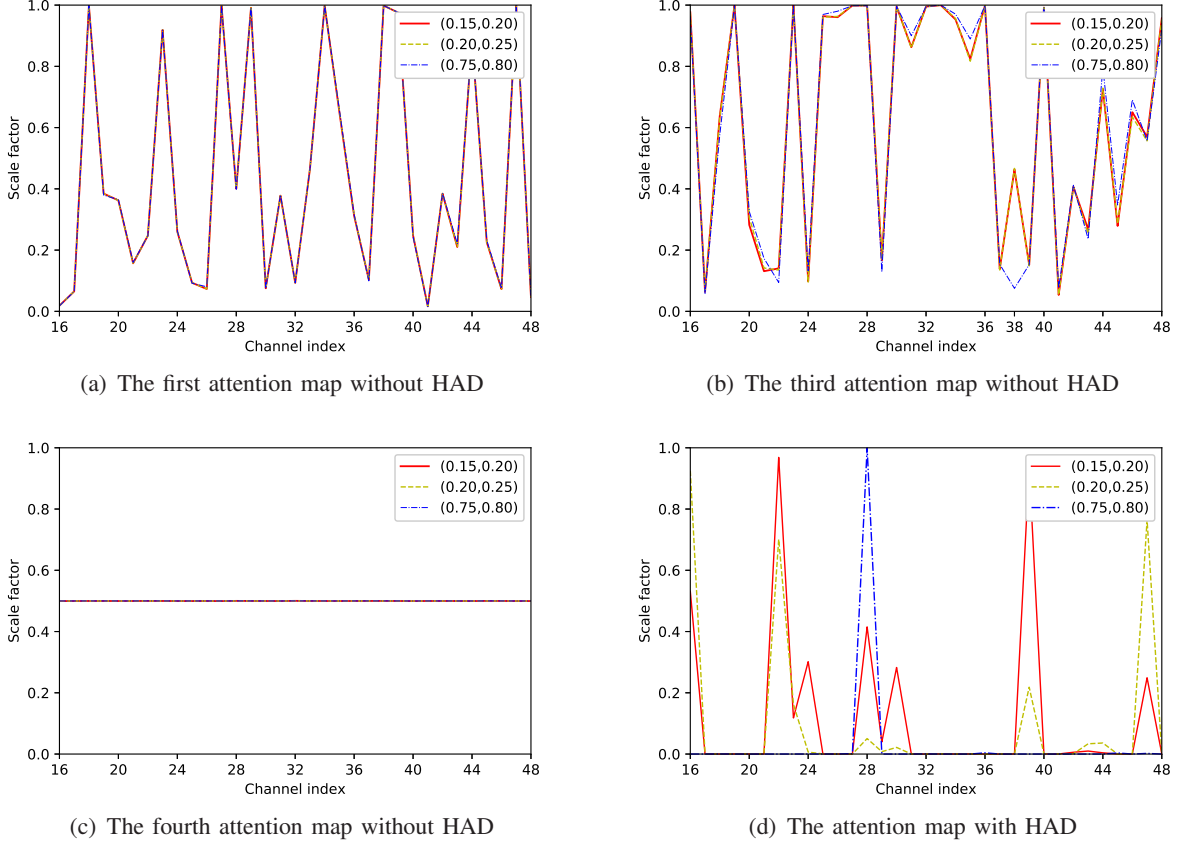 1.0
0.8
0.6
0.4
0.2
0.0
Scale factor
16 20 24 28 32 36 40 44 48
Channel index
(0.15,0.20)
(0.20,0.25)
(0.75,0.80)
(a) The first attention map without HAD
1.0
0.8
0.6
0.4
0.2
0.0
Scale factor
16 20 24 28 32 36 38 40 44 48
Channel index
(0.15,0.20)
(0.20,0.25)
(0.75,0.80)
(b) The third attention map without HAD
1.0
0.8
0.6
0.4
0.2
0.0
Scale factor
16 20 24 28 32 36 40 44 48
Channel index
(0.15,0.20)
(0.20,0.25)
(0.75,0.80)
(c) The fourth attention map without HAD
1.0
0.8
0.6
0.4
0.2
0.0
Scale factor
16 20 24 28 32 36 40 44 48
Channel index
(0.15,0.20)
(0.20,0.25)
(0.75,0.80)
(d) The attention map with HAD